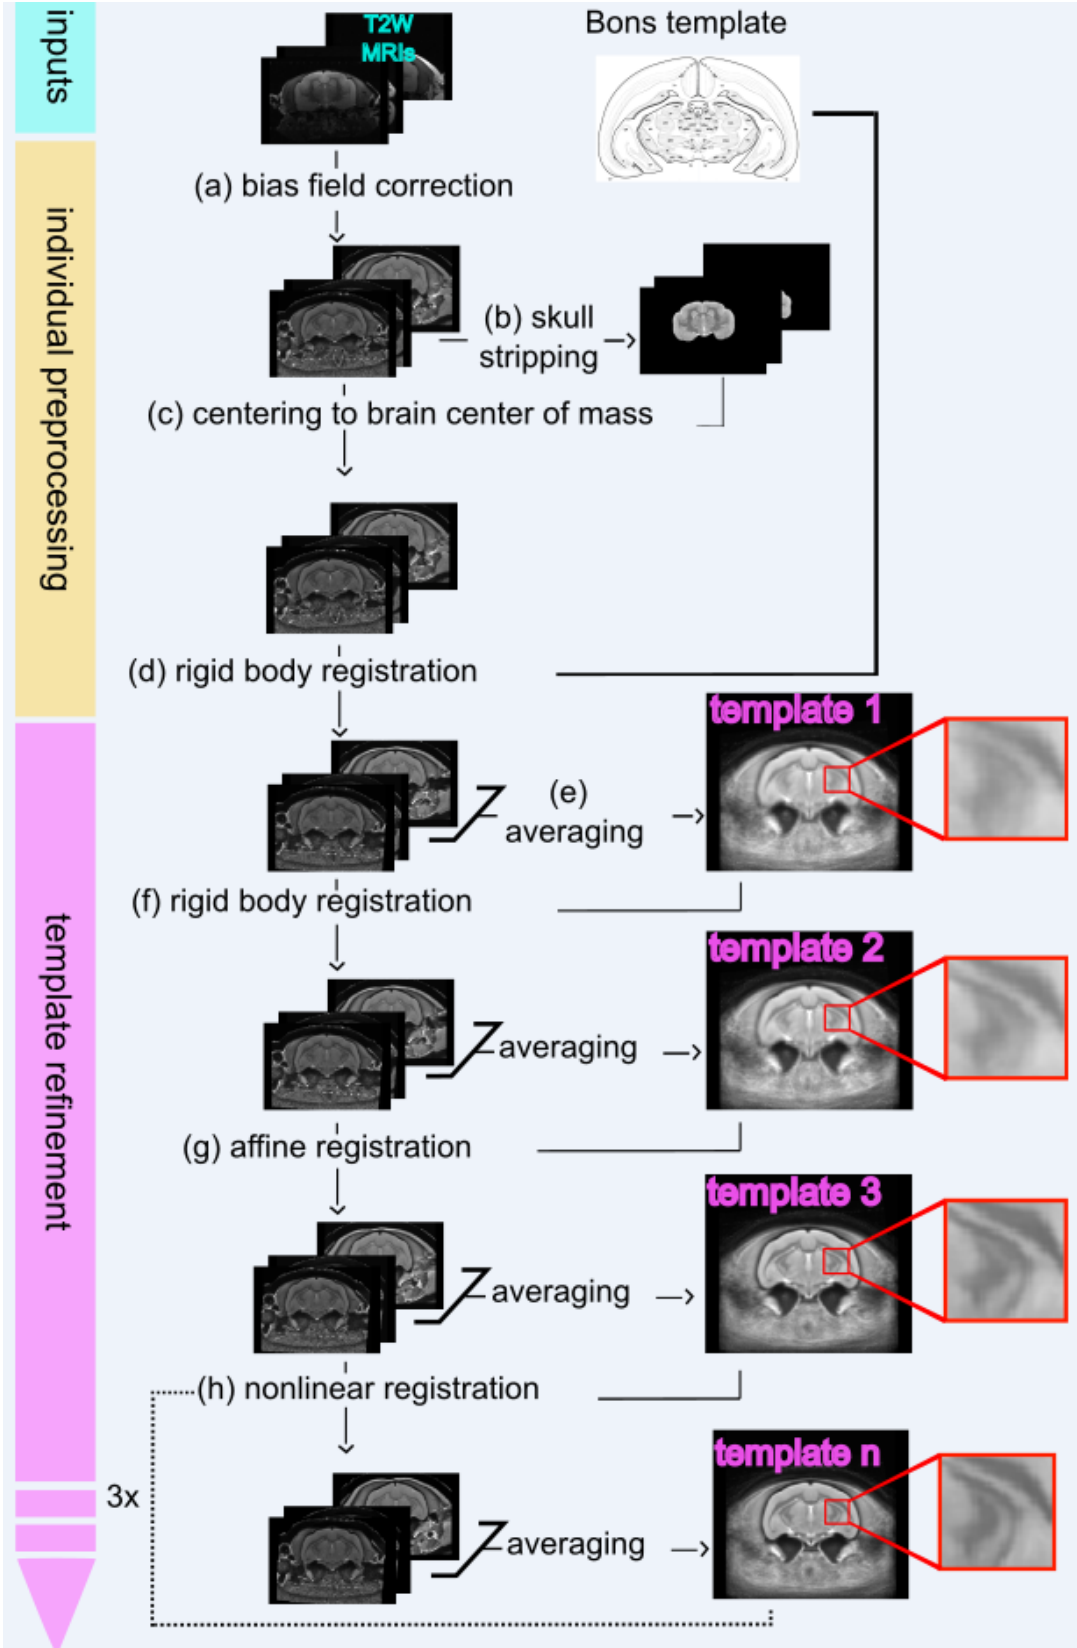 inputs
T2W
MRIs
Bons template
(a) bias field correction
individual preprocessing
(b) skull
stripping
(c) centering to brain center of mass
(d) rigid body registration
template 1
(e)
averaging
(f) rigid body registration
template refinement
template 2
averaging
(g) affine registration
template 3
averaging
(h) nonlinear registration
3x
template n
averaging